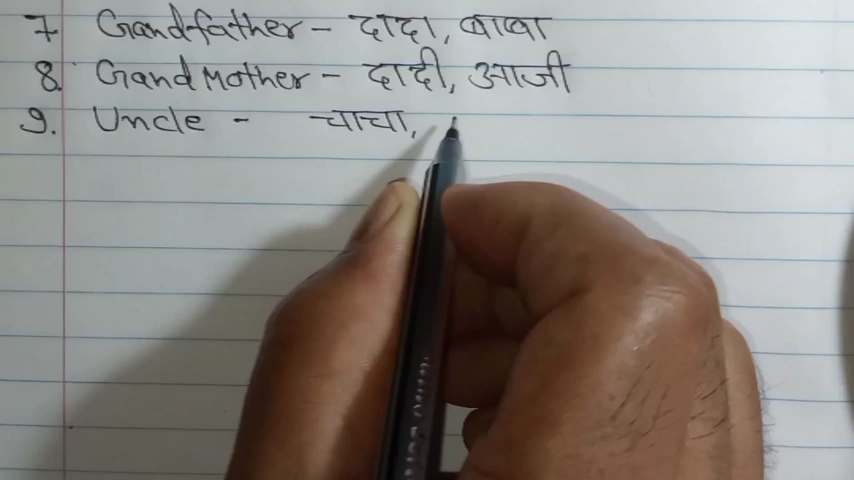 7. Grandfather - दादा, बाबा
8. Grand Mother - दादी, आजी
9. Uncle - चाचा,